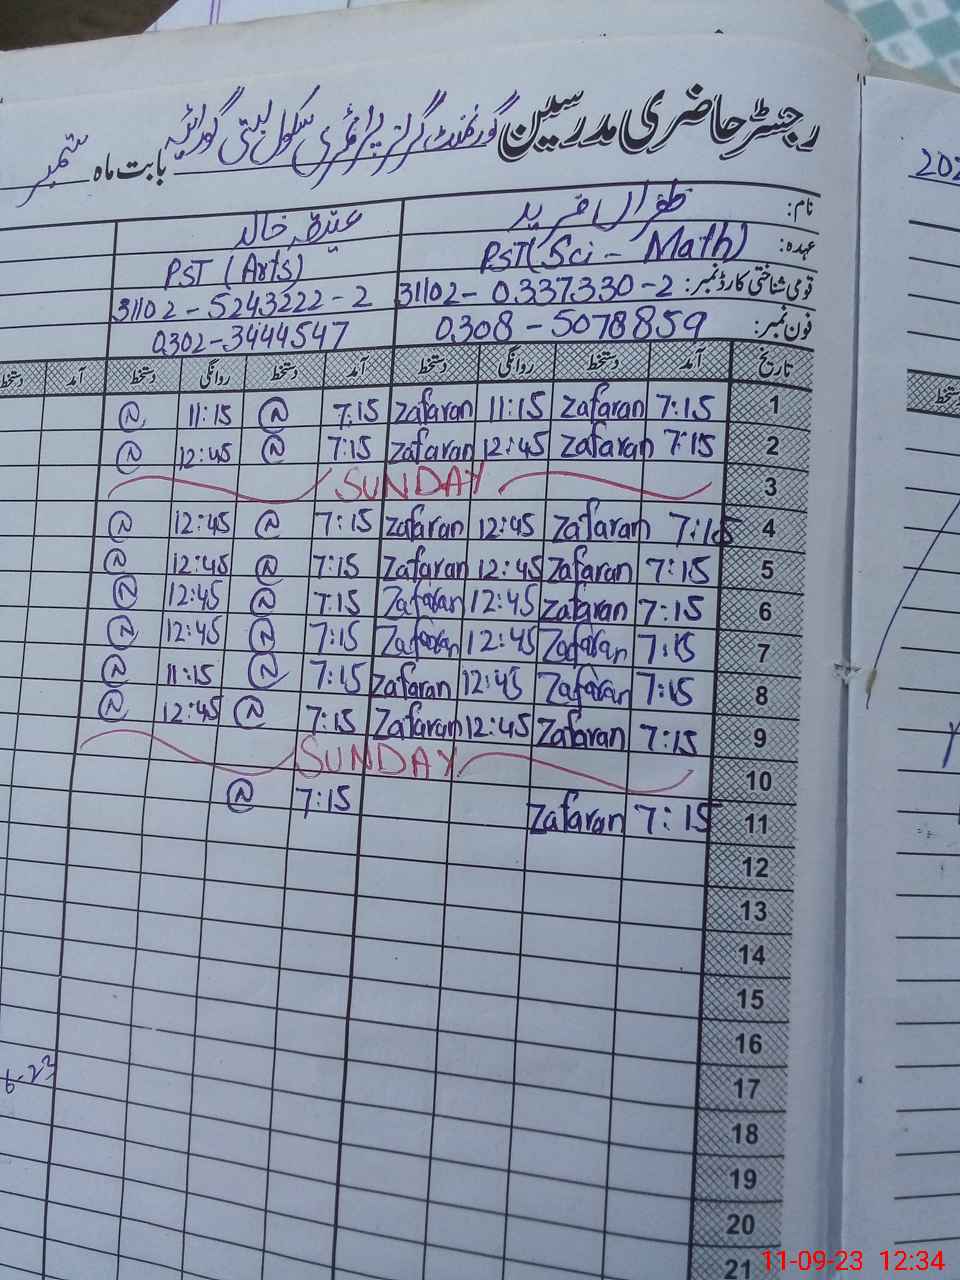 رجسٹر حاضری مدرسین گورنمنٹ گرلز پرائمری سکول بستی گورائیہ بابت ماہ ستمبر
202
نام: ظفراں فرید عتیقہ خالد
عہدہ: PST(Sci - Math) PST (Arts)
قومی شناختی کارڈ نمبر: 31102-0337330-2 31102-5243222-2
فون نمبر: 0308-5078859 0302-3444547
تاریخ آمد دستخط روانگی دستخط آمد دستخط روانگی دستخط آمد دستخط
دستخط
1 7:15 Zafaran 11:15 Zafaran 7:15 @ 11:15 @
2 7:15 Zafaran 12:45 Zafaran 7:15 @ 12:45 @
3 SUNDAY
4 7:15 Zafaran 12:45 Zafaran 7:15 @ 12:45 @
5 7:15 Zafaran 12:45 Zafaran 7:15 @ 12:45 @
6 7:15 Zafaran 12:45 Zafaran 7:15 @ 12:45 @
7 7:15 Zafaran 12:45 Zafaran 7:15 @ 12:45 @
8 7:15 Zafaran 12:45 Zafaran 7:15 @ 11:15 @
9 7:15 Zafaran 12:45 Zafaran 7:15 @ 12:45 @
10 SUNDAY
11 7:15 Zafaran 7:15 @
12
13
14
15
16
17
6-23
18
19
20
21
11-09-23 12:34